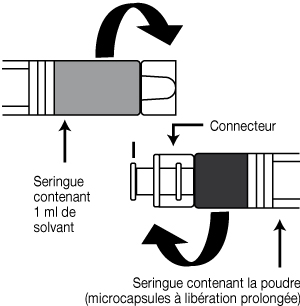 Connecteur
Seringue
contenant
1 ml de
solvant
Seringue contenant la poudre
(microcapsules à libération prolongée)